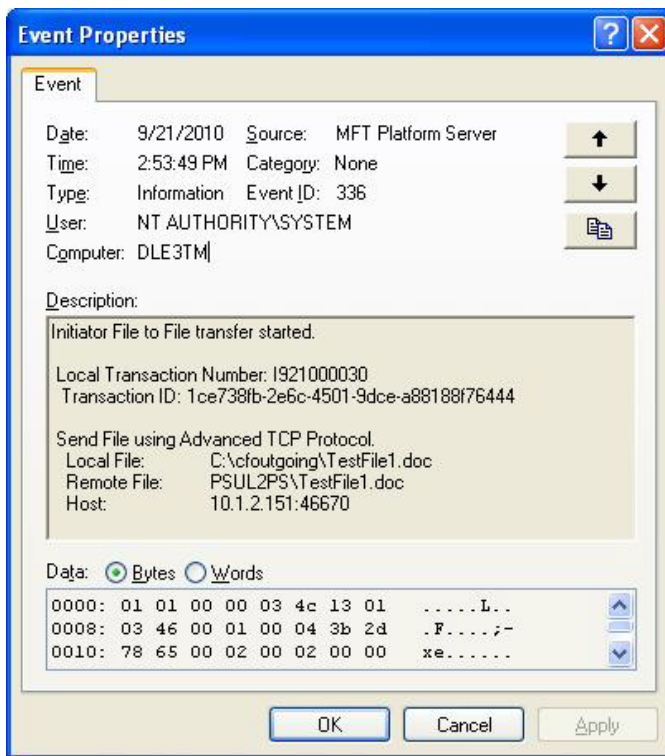 Event Properties
Event
Date: 9/21/2010 Source: MFT Platform Server
Time: 2:53:49 PM Category: None
Type: Information Event ID: 336
User: NT AUTHORITY\SYSTEM
Computer: DLE3TM
Description:
Initiator File to File transfer started.
Local Transaction Number: I921000030
Transaction ID: 1ce738fb-2e6c-4501-9dce-a88188f76444
Send File using Advanced TCP Protocol.
Local File: C:\cfoutgoing\TestFile1.doc
Remote File: PSUL2PS\TestFile1.doc
Host: 10.1.2.151:46670
Data: Bytes Words
0000: 01 01 00 00 03 4c 13 01 .....L..
0008: 03 46 00 01 00 04 3b 2d .F....;-
0010: 78 65 00 02 00 02 00 00 xe......
OK Cancel Apply